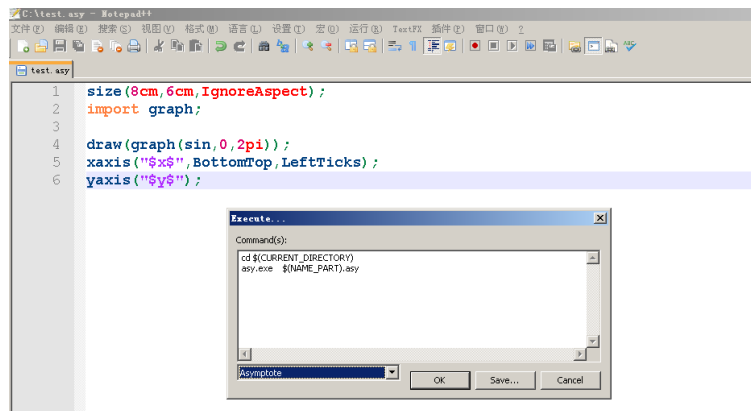 C:\test.asy - Notepad++
文件(F) 编辑(E) 搜索(S) 视图(V) 格式(M) 语言(L) 设置(T) 宏(O) 运行(R) TextFX 插件(P) 窗口(W) ?
test.asy
1 size(8cm,6cm,IgnoreAspect);
2 import graph;
3
4 draw(graph(sin,0,2pi));
5 xaxis("$x$",BottomTop,LeftTicks);
6 yaxis("$y$");
Execute...
Command(s):
cd $(CURRENT_DIRECTORY)
asy.exe $(NAME_PART).asy
Asymptote
OK
Save...
Cancel